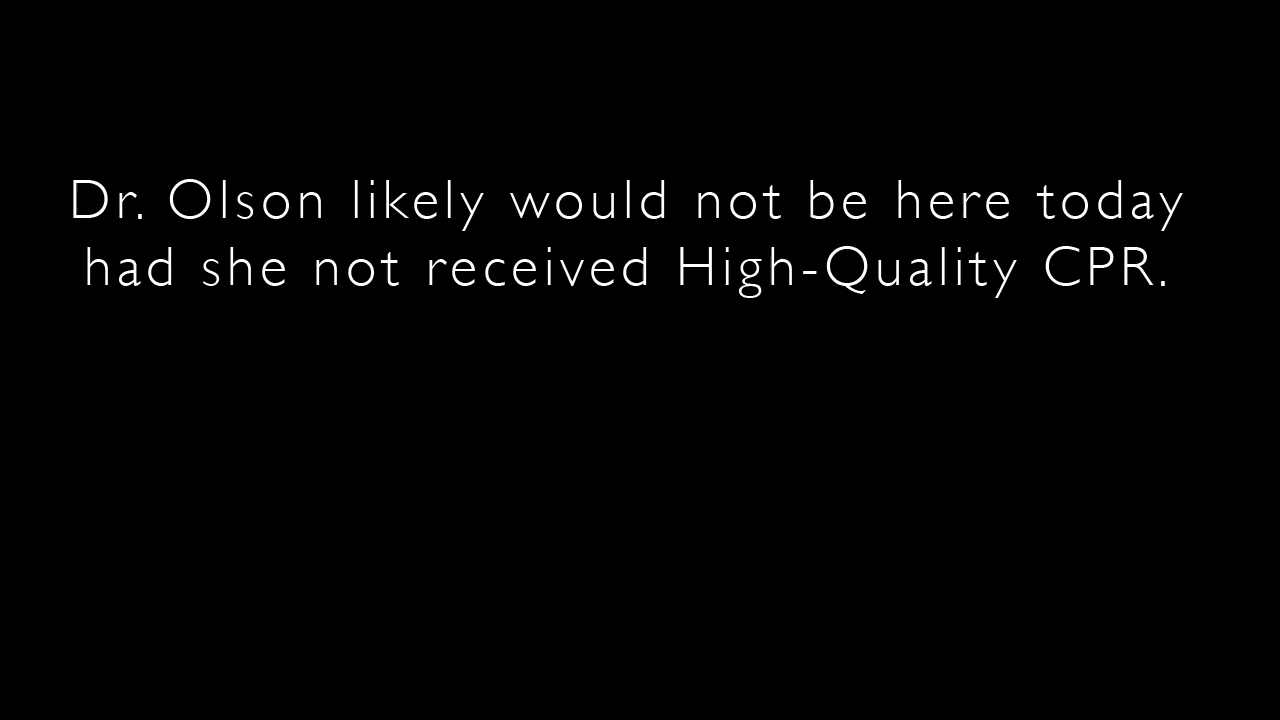 Dr. Olson likely would not be here today
had she not received High-Quality CPR.